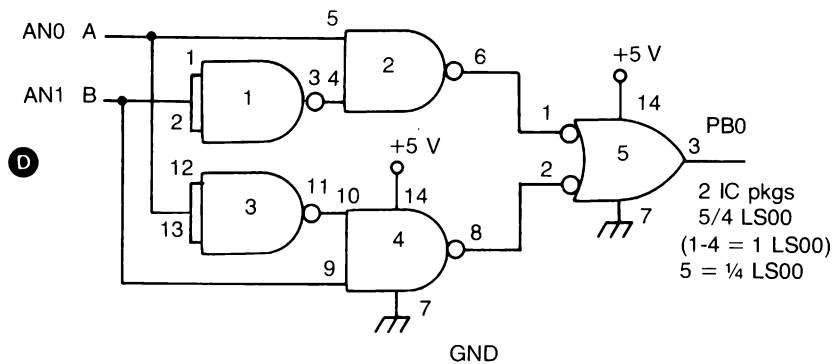 AN0 A
AN1 B
D
5
1
3 4
2
1
2
6
+5 V
14
1
2
5
3
PB0
7
2 IC pkgs
5/4 LS00
(1-4 = 1 LS00)
5 = ¼ LS00
12
13
3
11 10
+5 V
14
4
8
9
7
GND